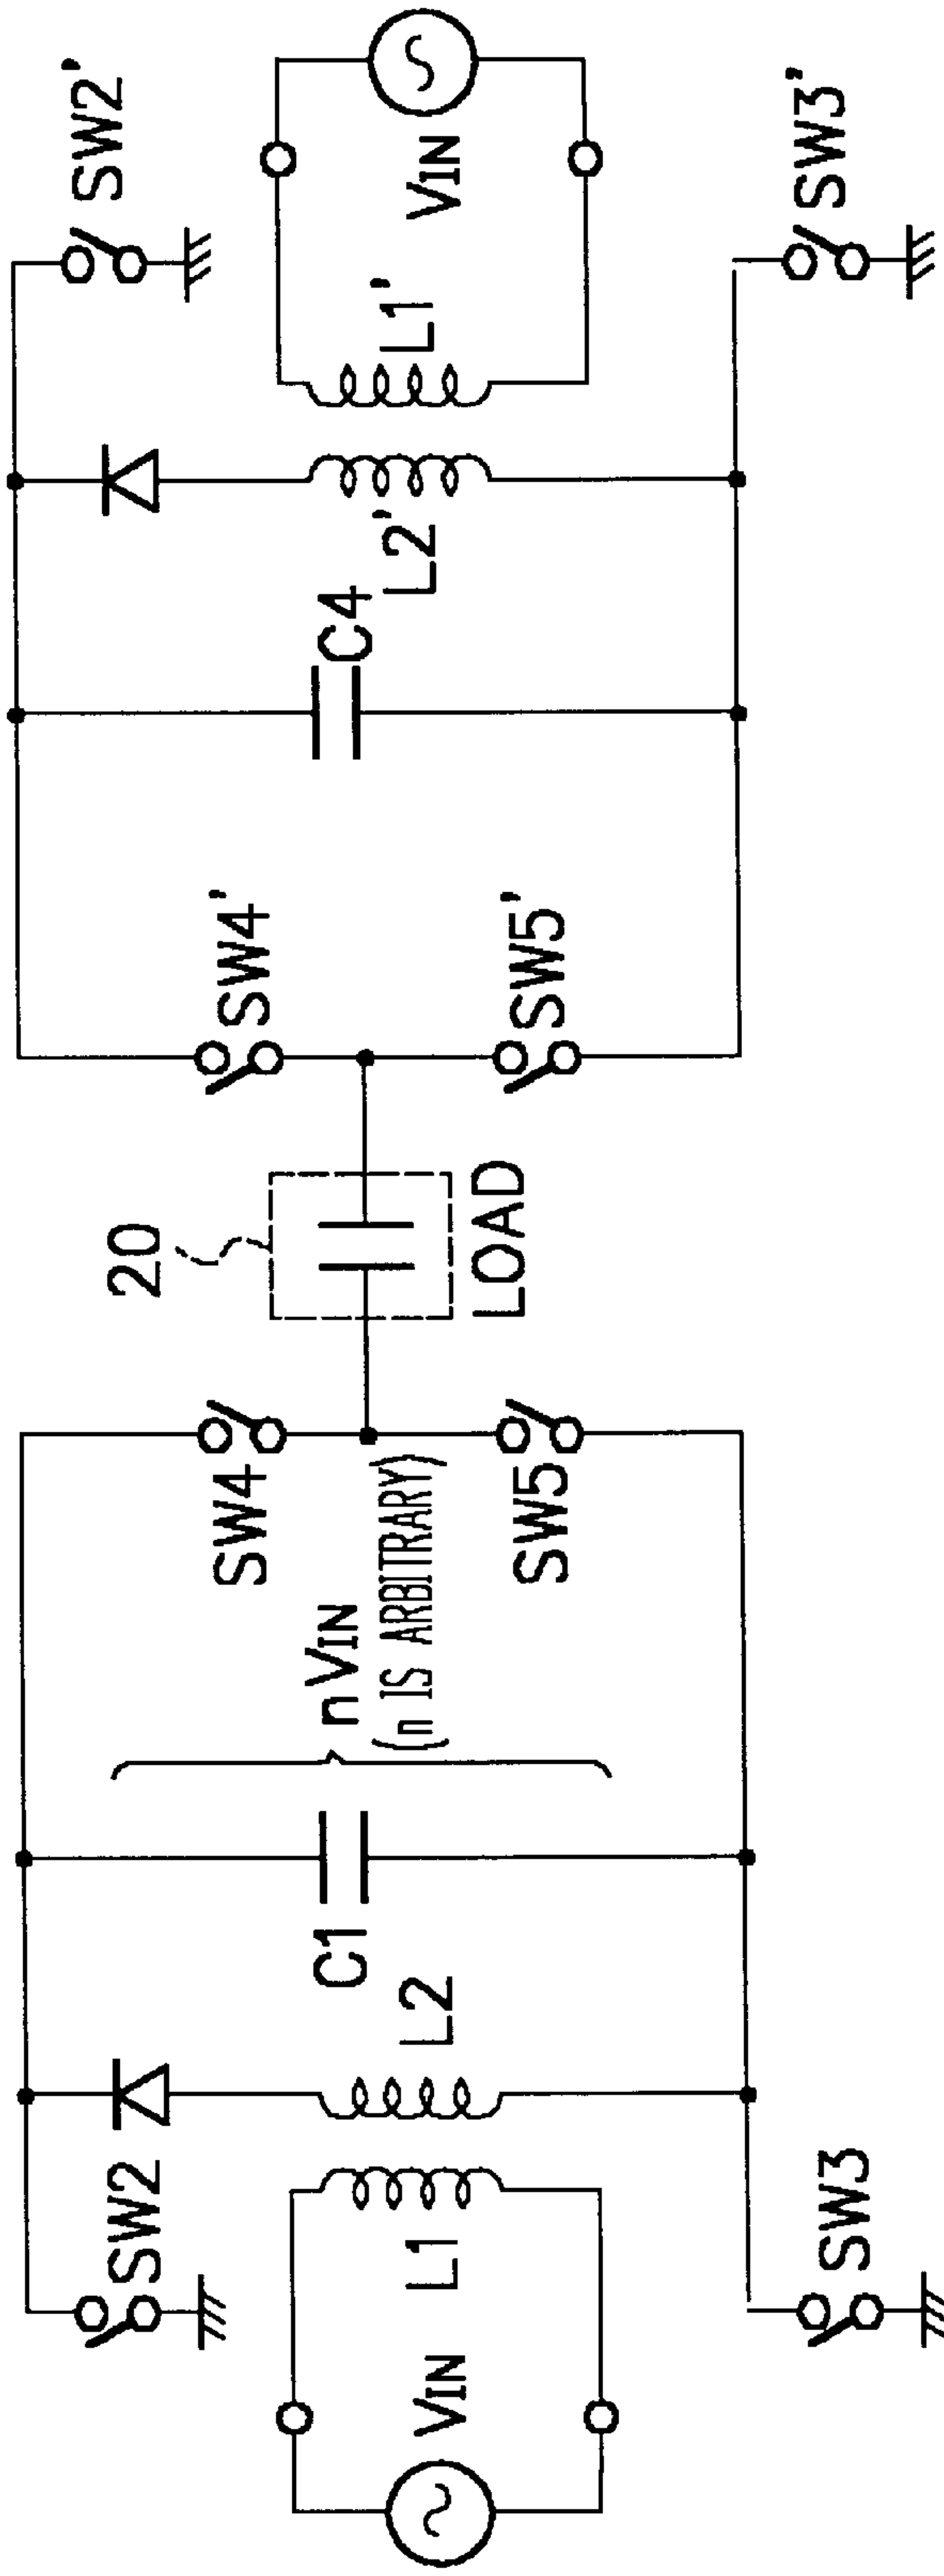 SW2
SW3
VIN
L1
L2
C1
nVIN
(n IS ARBITRARY)
SW4
SW5
20
LOAD
SW4'
SW5'
C4
L2'
L1'
VIN
SW2'
SW3'